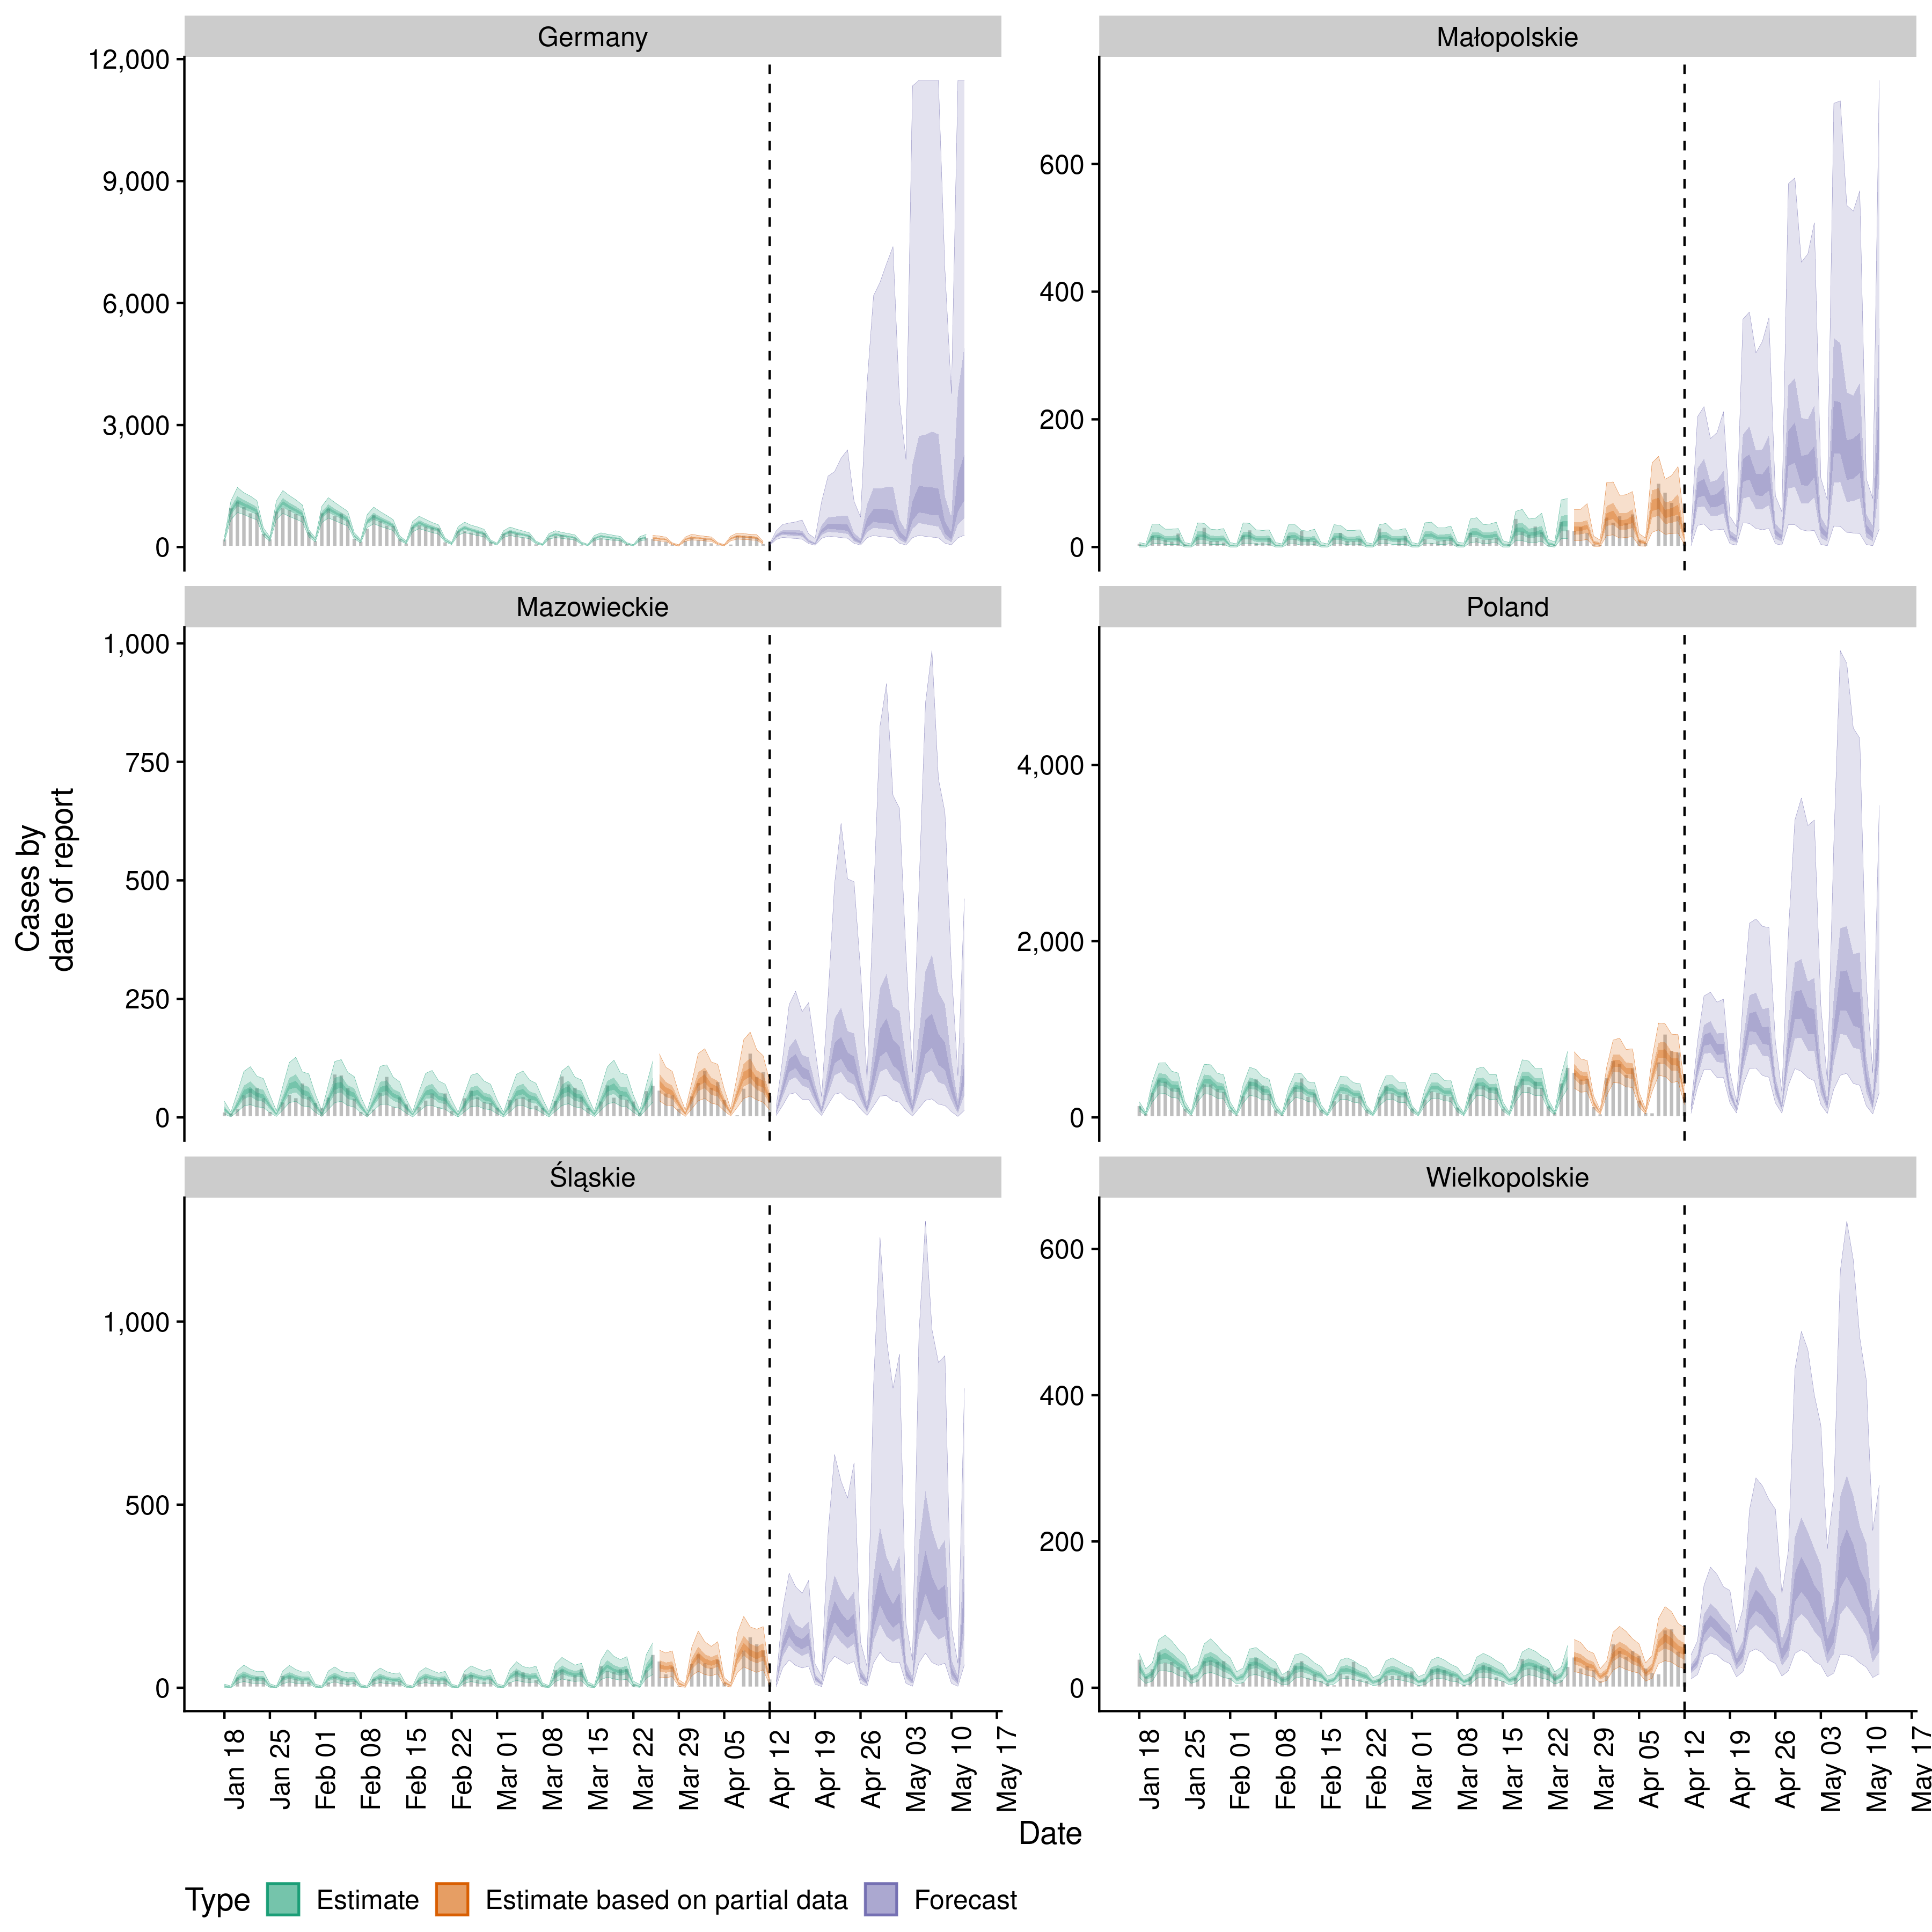 Germany
Małopolskie
12,000
9,000
6,000
3,000
0
600
400
200
0
Mazowieckie
Poland
1,000
750
500
250
0
4,000
2,000
0
Cases by
date of report
Śląskie
Wielkopolskie
1,000
500
0
600
400
200
0
Jan 18
Jan 25
Feb 01
Feb 08
Feb 15
Feb 22
Mar 01
Mar 08
Mar 15
Mar 22
Mar 29
Apr 05
Apr 12
Apr 19
Apr 26
May 03
May 10
May 17
Jan 18
Jan 25
Feb 01
Feb 08
Feb 15
Feb 22
Mar 01
Mar 08
Mar 15
Mar 22
Mar 29
Apr 05
Apr 12
Apr 19
Apr 26
May 03
May 10
May 17
Date
Type Estimate Estimate based on partial data Forecast